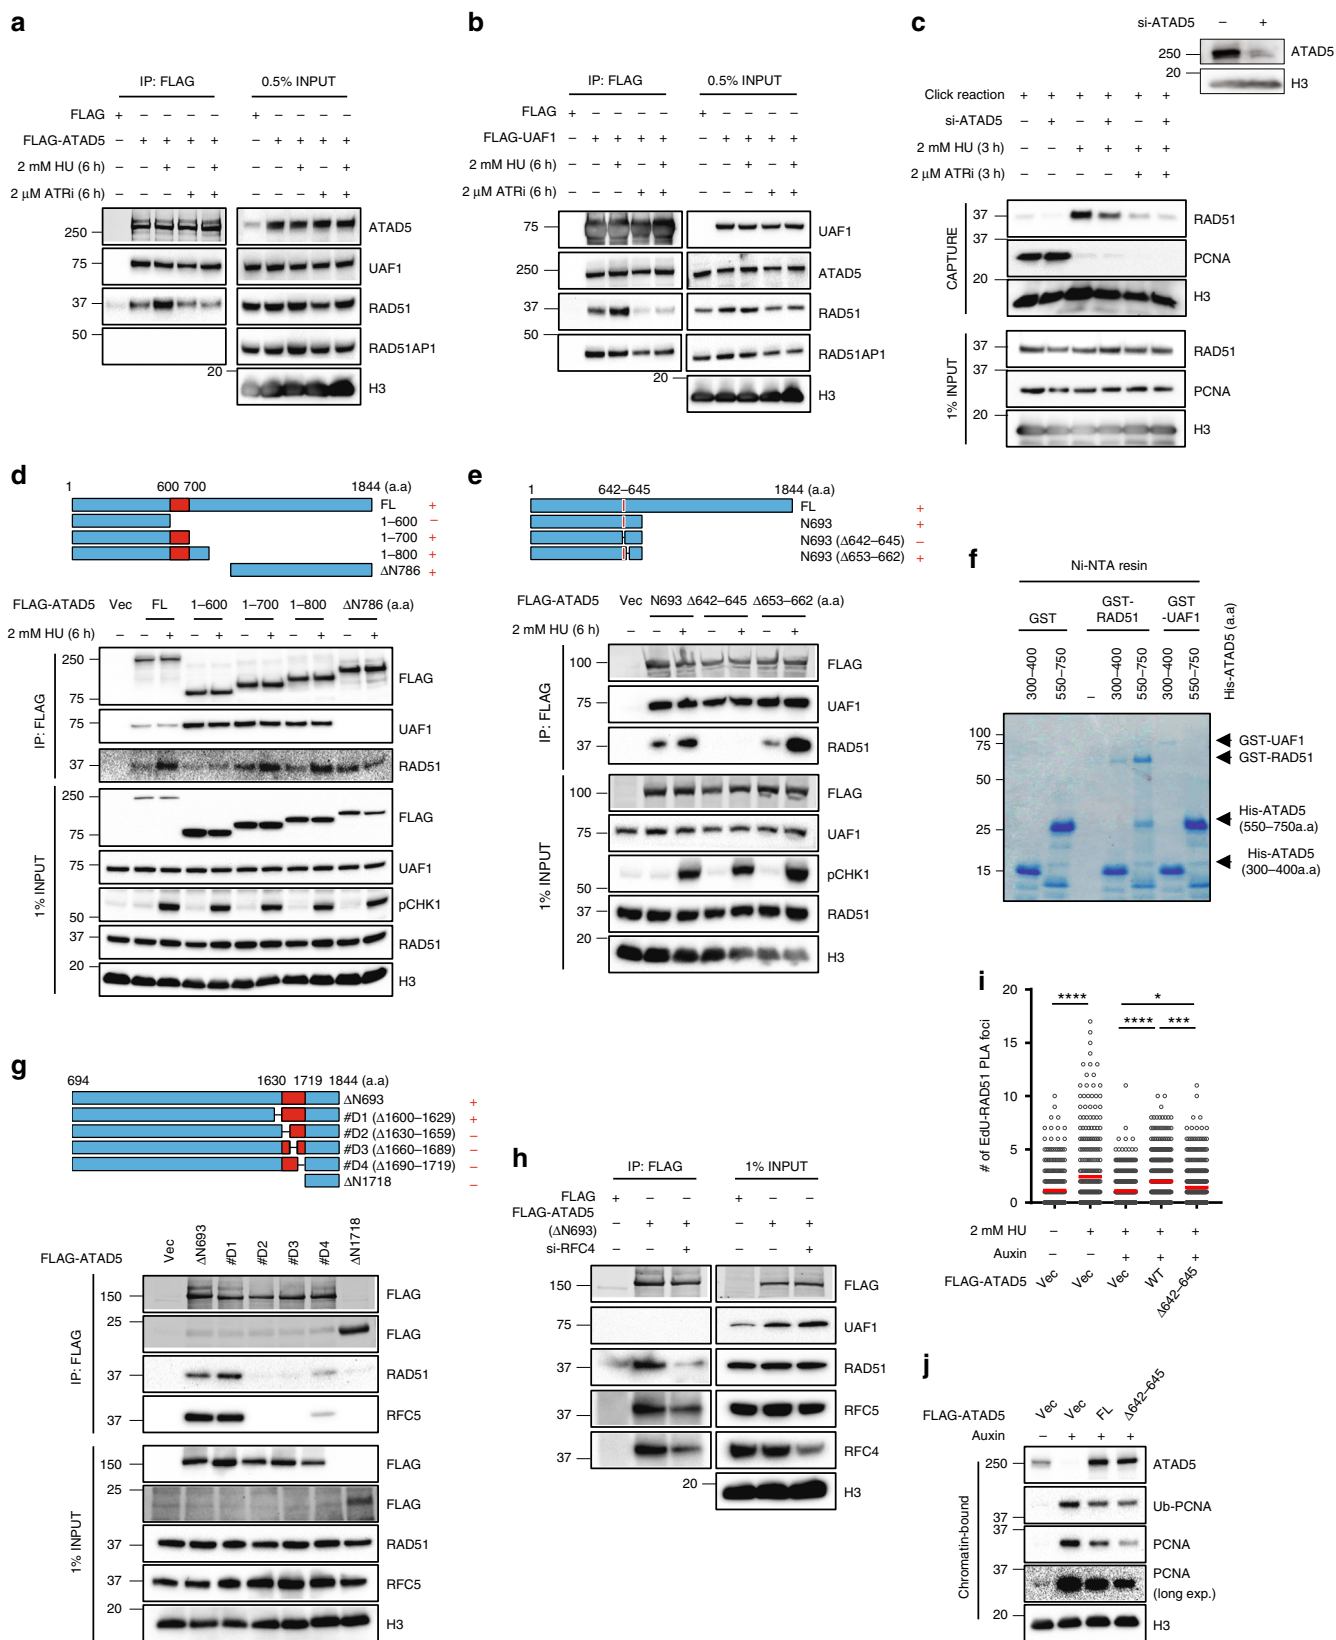 a
IP: FLAG 0.5% INPUT
FLAG + – – – – + – – – –
FLAG-ATAD5 – + + + + – + + + +
2 mM HU (6 h) – – + – + – – + – +
2 μM ATRi (6 h) – – – + + – – – + +
250 ATAD5
75 UAF1
37 RAD51
50 RAD51AP1
20 H3
b
IP: FLAG 0.5% INPUT
FLAG + – – – – + – – – –
FLAG-UAF1 – + + + + – + + + +
2 mM HU (6 h) – – + – + – – + – +
2 μM ATRi (6 h) – – – + + – – – + +
75 UAF1
250 ATAD5
37 RAD51
50 RAD51AP1
20 H3
c
si-ATAD5 – +
250 ATAD5
20 H3
Click reaction + + + + + +
si-ATAD5 – + – + – +
2 mM HU (3 h) – – + + + +
2 μM ATRi (3 h) – – – – + +
CAPTURE
37 RAD51
37 PCNA
20 H3
1% INPUT
37 RAD51
37 PCNA
20 H3
d
1 600 700 1844 (a.a)
FL +
1–600 –
1–700 +
1–800 +
ΔN786 +
FLAG-ATAD5 Vec FL 1–600 1–700 1–800 ΔN786 (a.a)
2 mM HU (6 h) – – + – + – + – + – +
IP: FLAG
250 FLAG
75
75 UAF1
37 RAD51
1% INPUT
250 FLAG
75
75 UAF1
pCHK1
50
37 RAD51
20 H3
e
1 642–645 1844 (a.a)
FL +
N693 +
N693 (Δ642–645) –
N693 (Δ653–662) +
FLAG-ATAD5 Vec N693 Δ642–645 Δ653–662 (a.a)
2 mM HU (6 h) – – + – + – +
IP: FLAG
100 FLAG
75 UAF1
37 RAD51
1% INPUT
100 FLAG
75 UAF1
pCHK1
50
37 RAD51
20 H3
f
Ni-NTA resin
GST GST-RAD51 GST-UAF1
300–400 550–750 – 300–400 550–750 300–400 550–750 His-ATAD5 (a.a)
100
75 GST-UAF1
GST-RAD51
50
25 His-ATAD5 (550–750a.a)
15 His-ATAD5 (300–400a.a)
g
694 1630 1719 1844 (a.a)
ΔN693 +
#D1 (Δ1600–1629) +
#D2 (Δ1630–1659) –
#D3 (Δ1660–1689) –
#D4 (Δ1690–1719) –
ΔN1718 –
FLAG-ATAD5 Vec ΔN693 #D1 #D2 #D3 #D4 ΔN1718
IP: FLAG
150 FLAG
25 FLAG
37 RAD51
37 RFC5
1% INPUT
150 FLAG
25 FLAG
37 RAD51
37 RFC5
20 H3
h
IP: FLAG 1% INPUT
FLAG + – – + – –
FLAG-ATAD5 (ΔN693) – + + – + +
si-RFC4 – – + – – +
150 FLAG
75 UAF1
37 RAD51
37 RFC5
37 RFC4
20 H3
i
# of EdU-RAD51 PLA foci
20
15
10
5
0
**** *
**** ***
2 mM HU – + + + +
Auxin – – + + +
FLAG-ATAD5 Vec Vec Vec WT Δ642–645
j
FLAG-ATAD5 Vec Vec FL Δ642–645
Auxin – + + +
Chromatin-bound
250 ATAD5
Ub-PCNA
37
37 PCNA
37 PCNA (long exp.)
20 H3